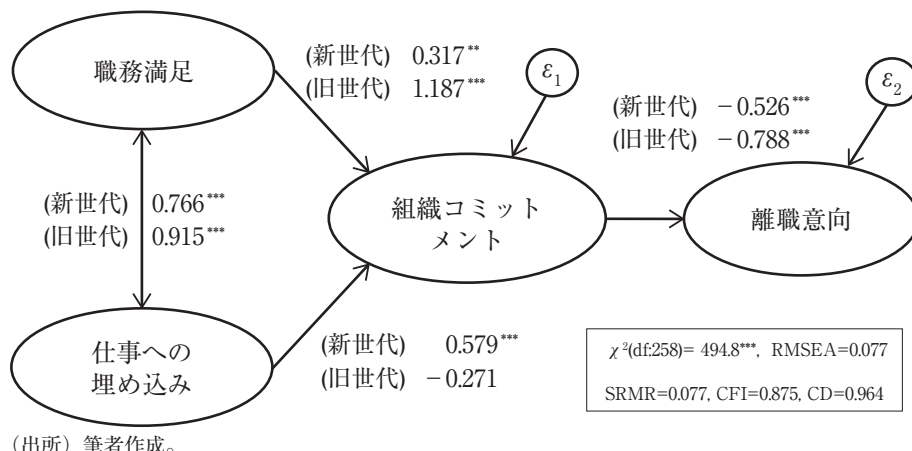 職務満足
(新世代) 0.317**
(旧世代) 1.187***
ε1
(新世代) −0.526***
(旧世代) −0.788***
ε2
(新世代) 0.766***
(旧世代) 0.915***
組織コミット
メント
離職意向
仕事への
埋め込み
(新世代) 0.579***
(旧世代) −0.271
χ²(df:258)= 494.8***, RMSEA=0.077
SRMR=0.077, CFI=0.875, CD=0.964
(出所) 筆者作成。